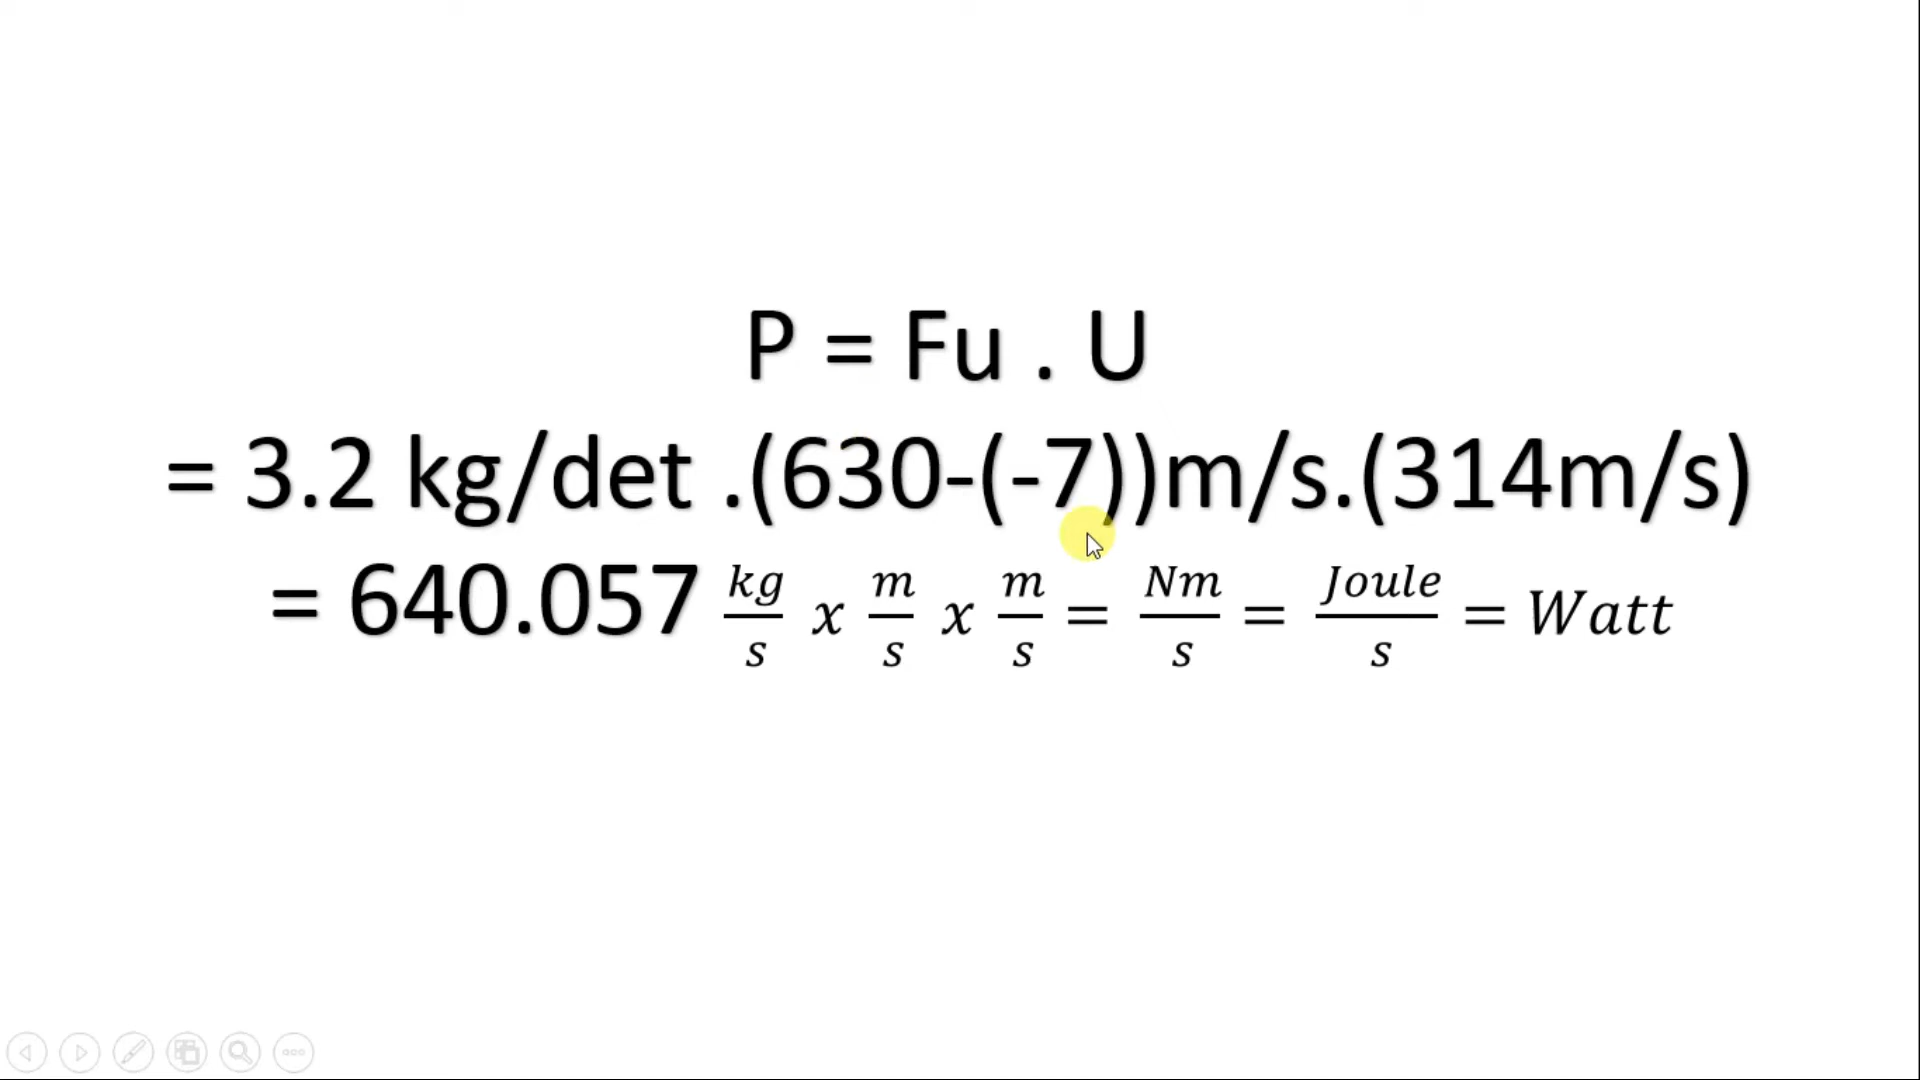 P = Fu . U
= 3.2 kg/det .(630-(-7))m/s.(314m/s)
= 640.057 kg/s x m/s x m/s = Nm/s = Joule/s = Watt